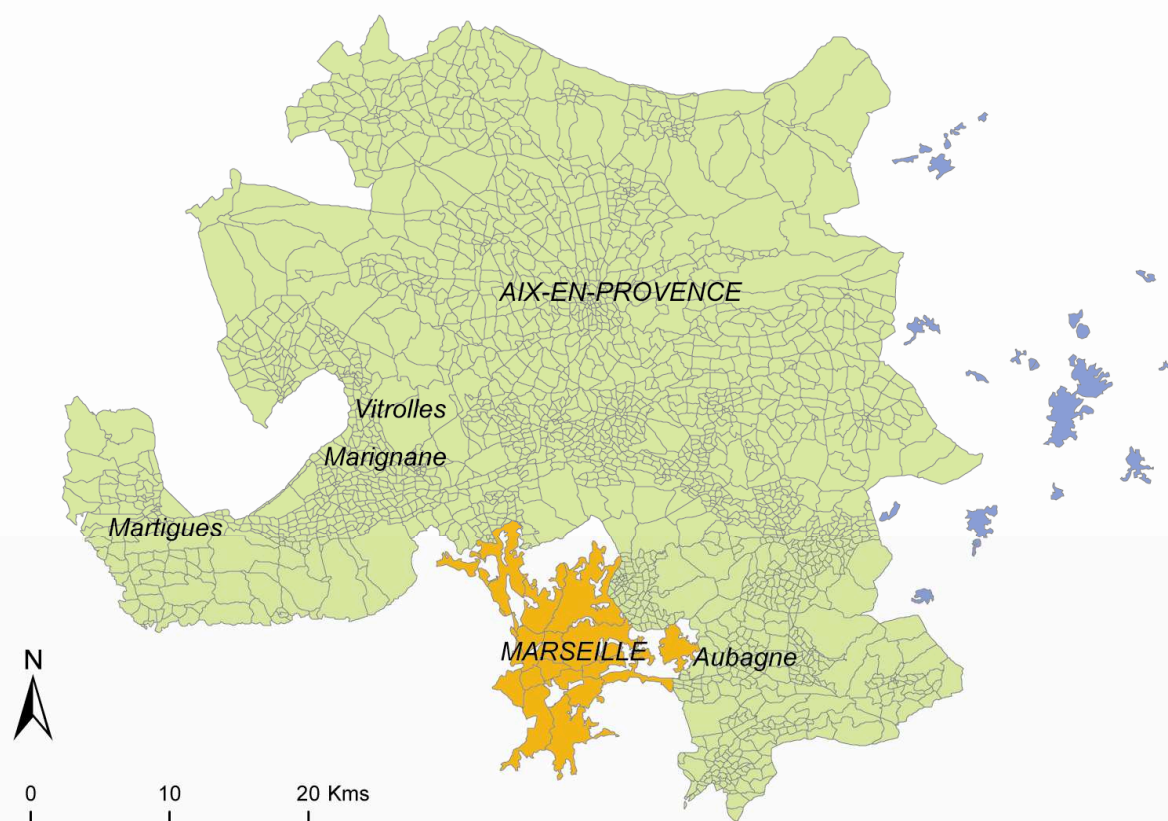 AIX-EN-PROVENCE
Vitrolles
Marignane
Martigues
MARSEILLE
Aubagne
N
0 10 20 Kms